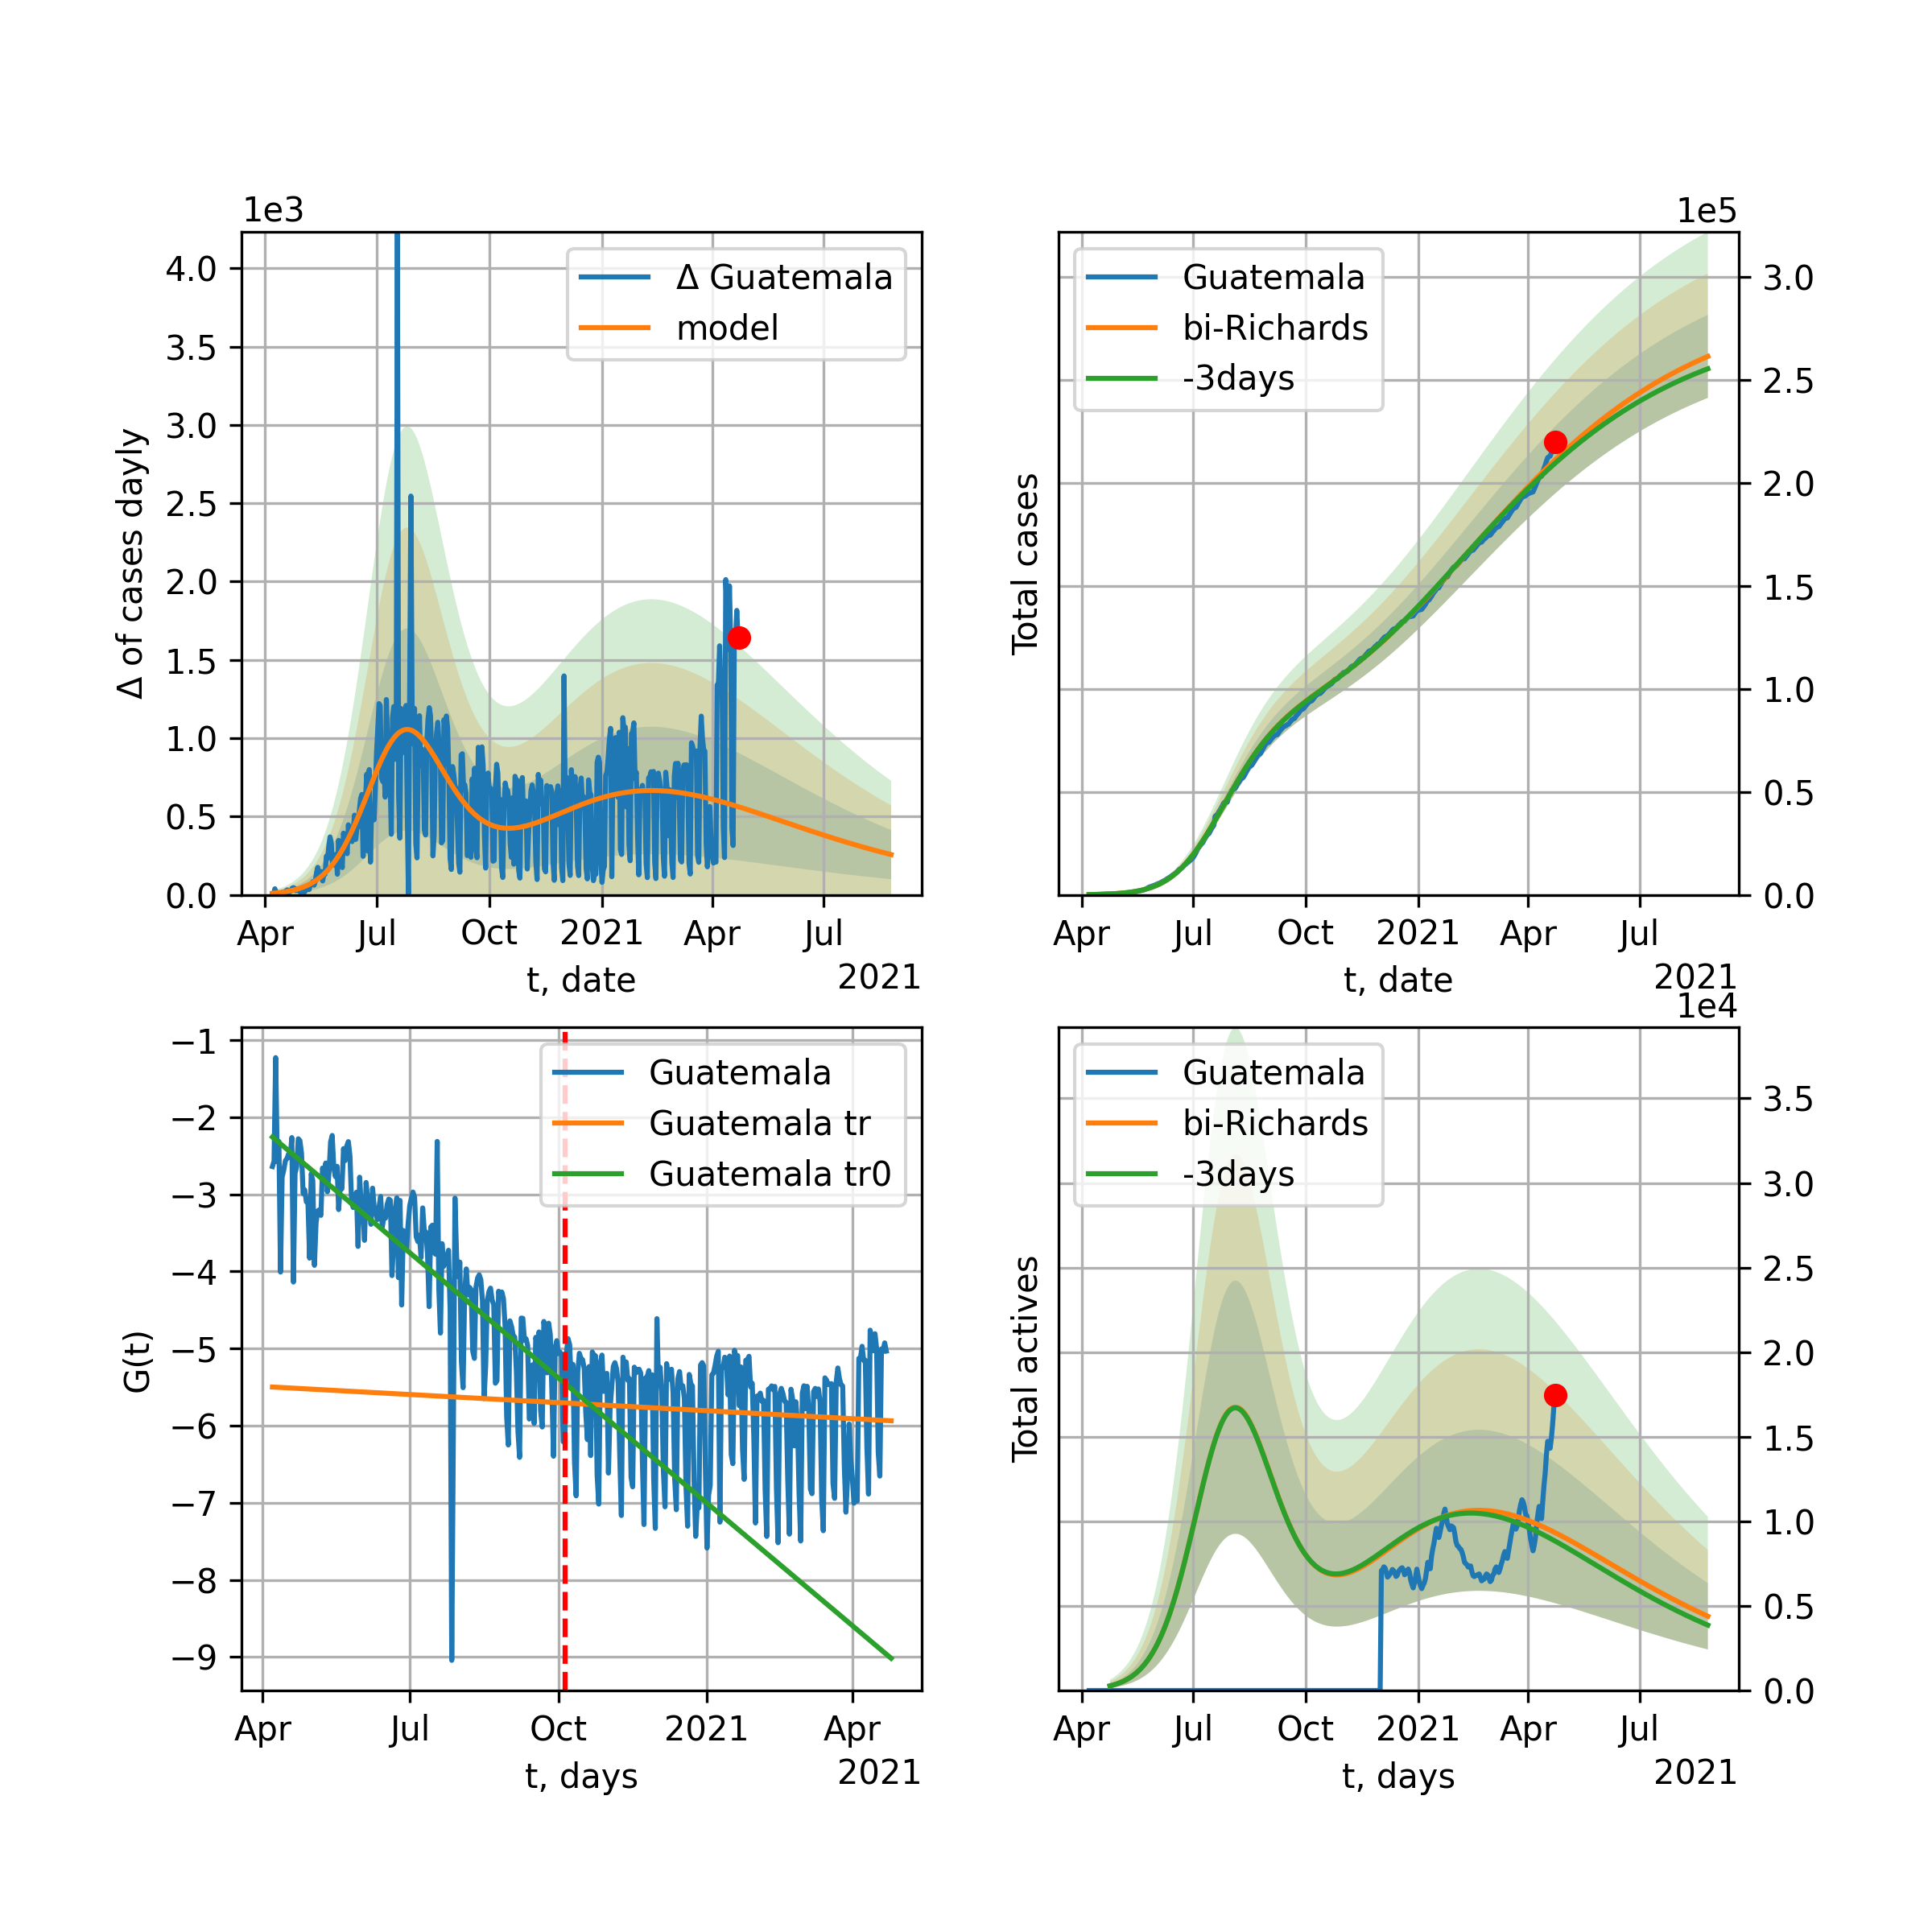 1e3
4.0
3.5
3.0
2.5
2.0
1.5
1.0
0.5
0.0
Δ of cases dayly
Δ Guatemala
model
Apr Jul Oct 2021 Apr Jul
t, date
2021
1e5
3.0
2.5
2.0
1.5
1.0
0.5
0.0
Total cases
Guatemala
bi-Richards
-3days
Apr Jul Oct 2021 Apr Jul
t, date
2021
−1
−2
−3
−4
−5
−6
−7
−8
−9
G(t)
Guatemala
Guatemala tr
Guatemala tr0
Apr Jul Oct 2021 Apr
t, days
2021
1e4
3.5
3.0
2.5
2.0
1.5
1.0
0.5
0.0
Total actives
Guatemala
bi-Richards
-3days
Apr Jul Oct 2021 Apr Jul
t, days
2021